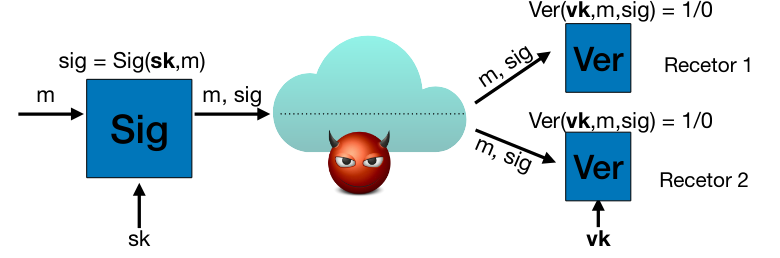 Ver(vk,m,sig) = 1/0
sig = Sig(sk,m)
m
Sig
m, sig
m, sig
Ver
Recetor 1
Ver(vk,m,sig) = 1/0
m, sig
Ver
Recetor 2
sk
vk